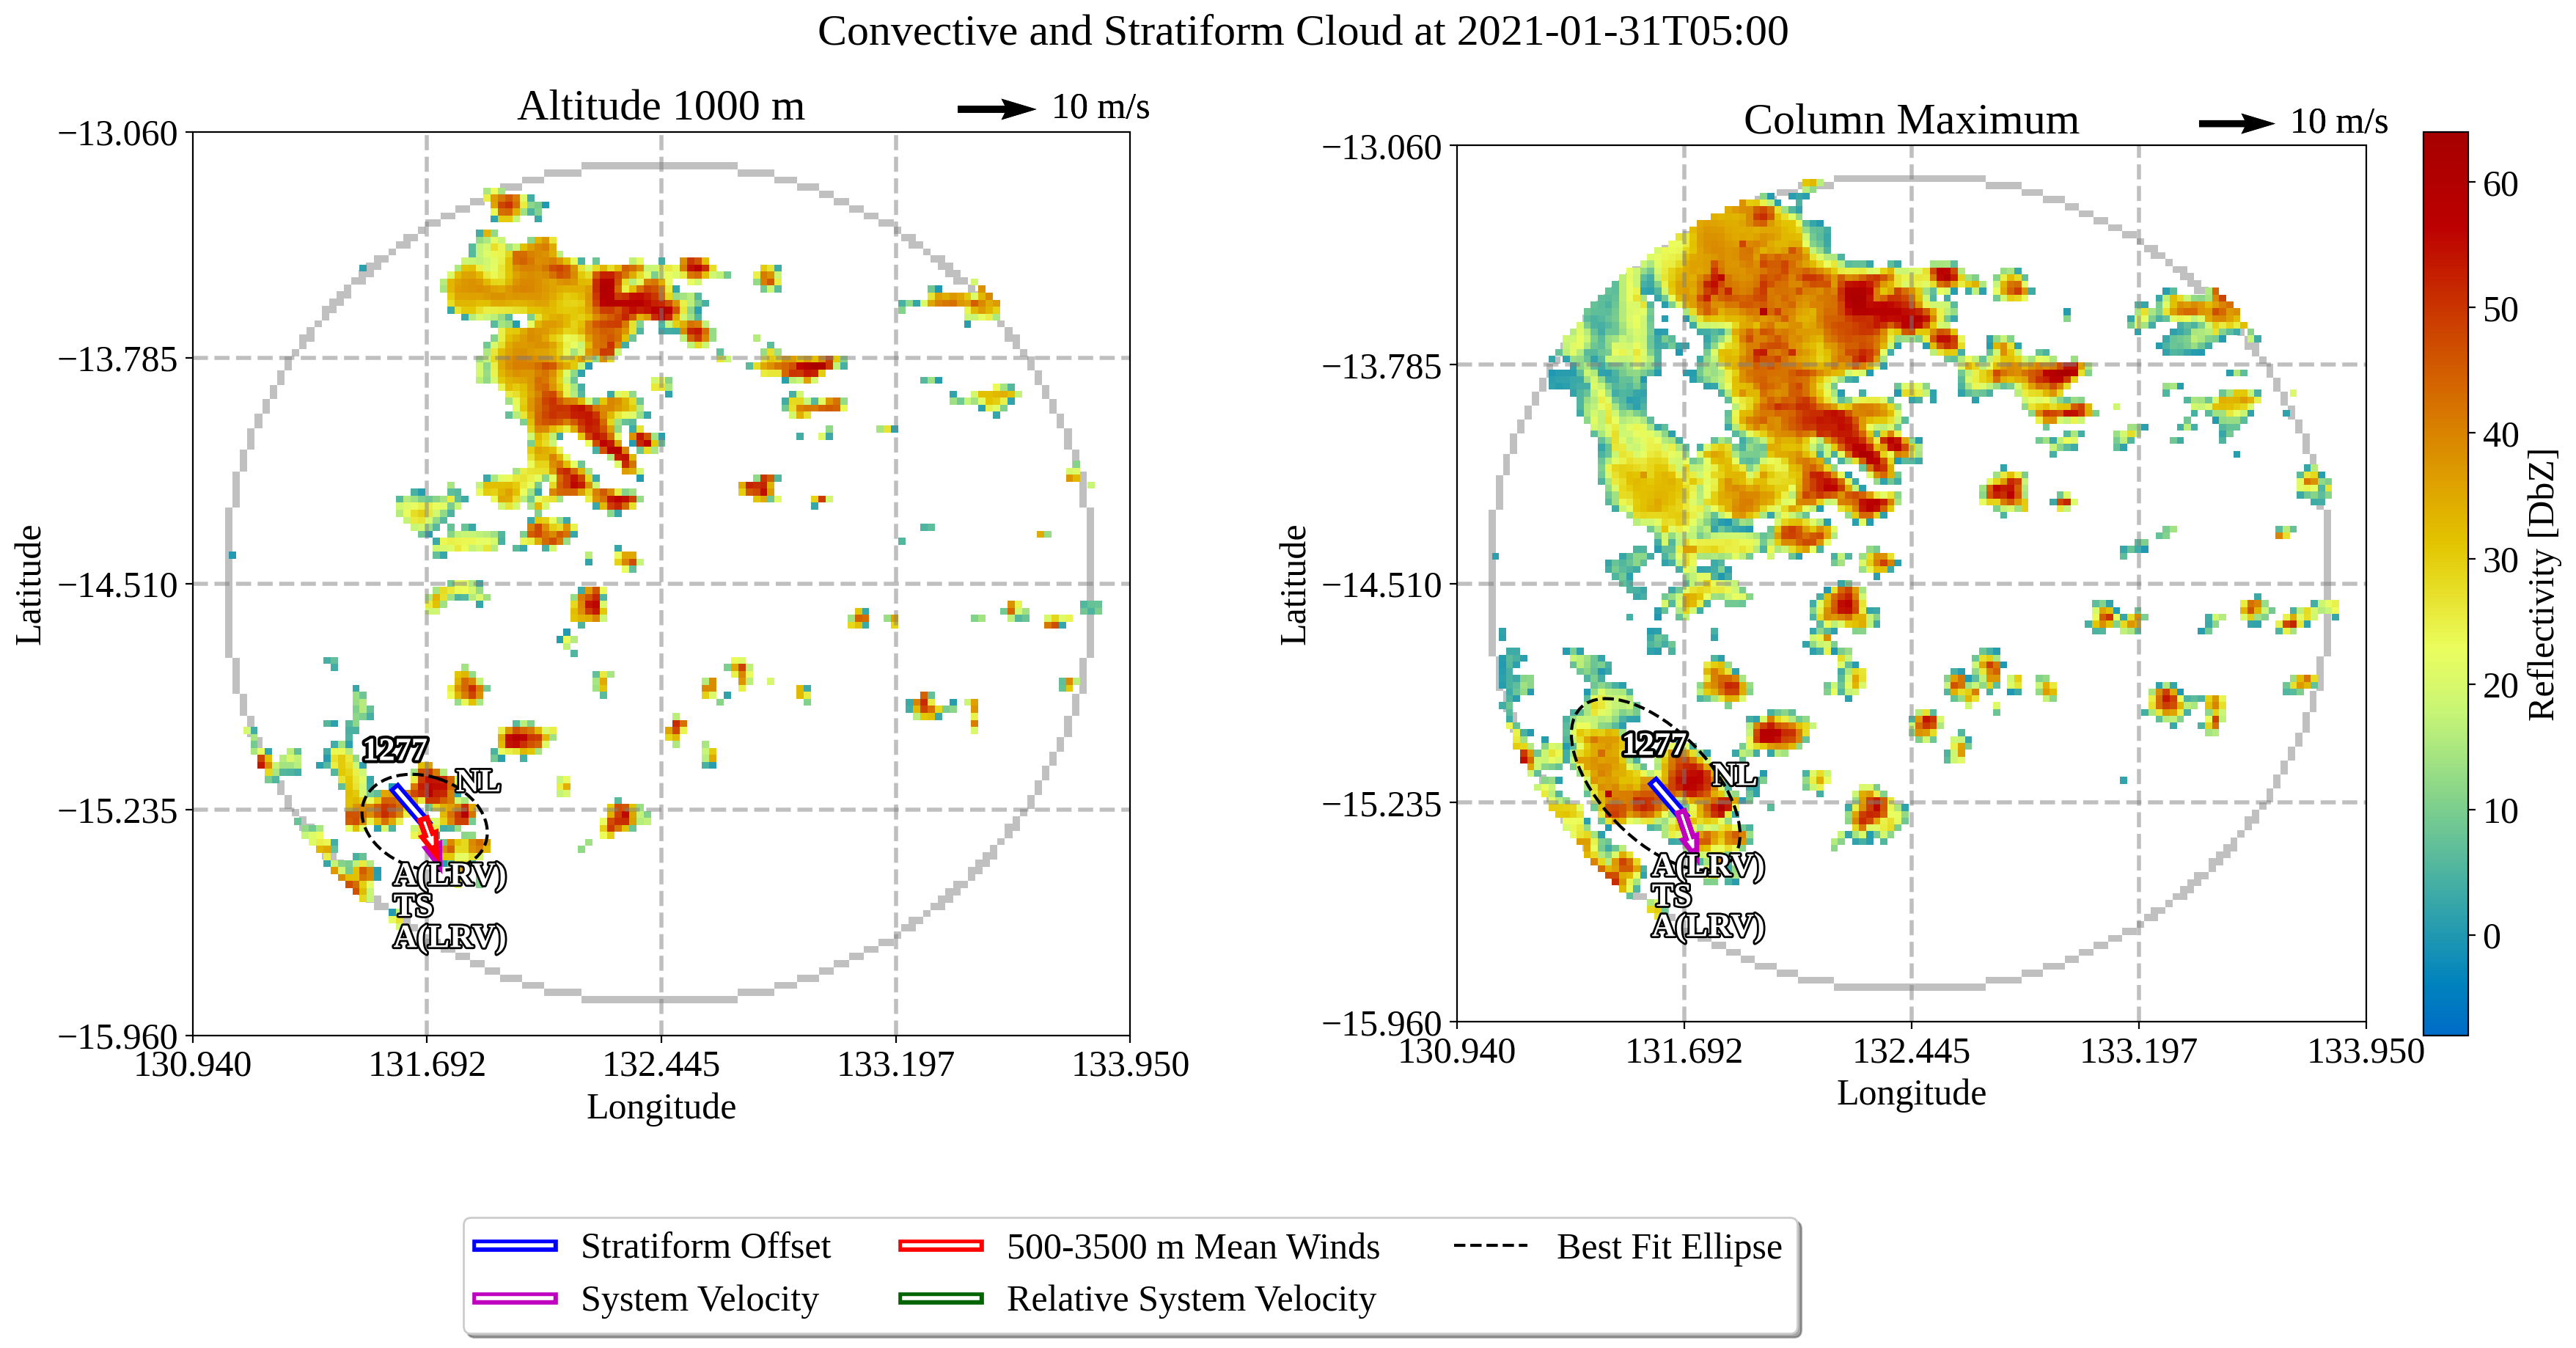 Convective and Stratiform Cloud at 2021-01-31T05:00
Altitude 1000 m
10 m/s
−13.060
−13.785
−14.510
−15.235
−15.960
Latitude
130.940
131.692
132.445
133.197
133.950
Longitude
1277
NL
A(LRV)
TS
A(LRV)
Column Maximum
10 m/s
−13.060
−13.785
−14.510
−15.235
−15.960
Latitude
130.940
131.692
132.445
133.197
133.950
Longitude
1277
NL
A(LRV)
TS
A(LRV)
60
50
40
30
20
10
0
Reflectivity [DbZ]
Stratiform Offset
System Velocity
500-3500 m Mean Winds
Relative System Velocity
Best Fit Ellipse